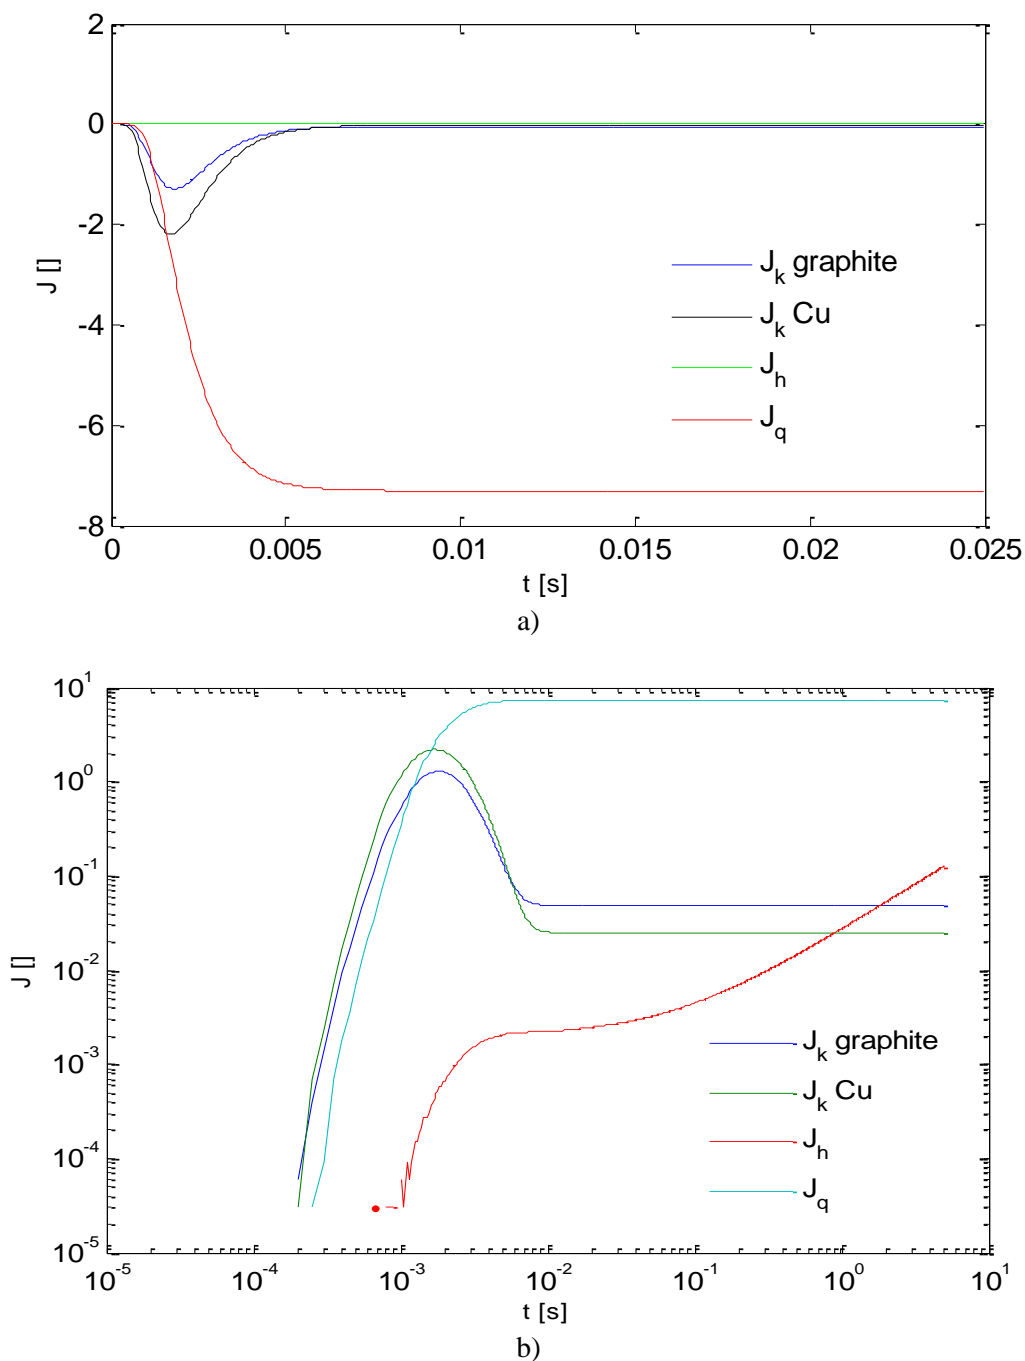 2
0
-2
-4
-6
-8
J []
0 0.005 0.01 0.015 0.02 0.025
t [s]
J_k graphite
J_k Cu
J_h
J_q
a)
10^1
10^0
10^-1
10^-2
10^-3
10^-4
10^-5
J []
10^-5 10^-4 10^-3 10^-2 10^-1 10^0 10^1
t [s]
J_k graphite
J_k Cu
J_h
J_q
b)